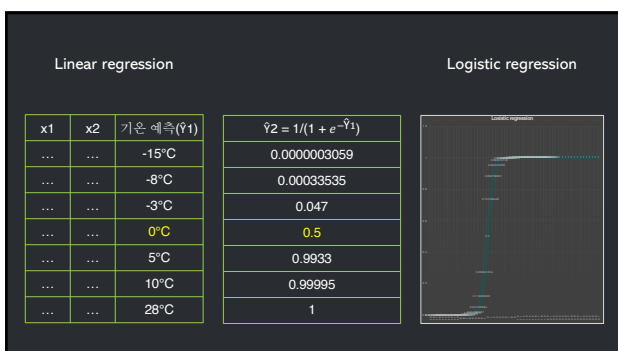 Linear regression
Logistic regression
x1 x2 기온 예측(Ŷ1)
… … -15°C
… … -8°C
… … -3°C
… … 0°C
… … 5°C
… … 10°C
… … 28°C
Ŷ2 = 1/(1 + e^−Ŷ1)
0.0000003059
0.00033535
0.047
0.5
0.9933
0.99995
1
Logistic regression